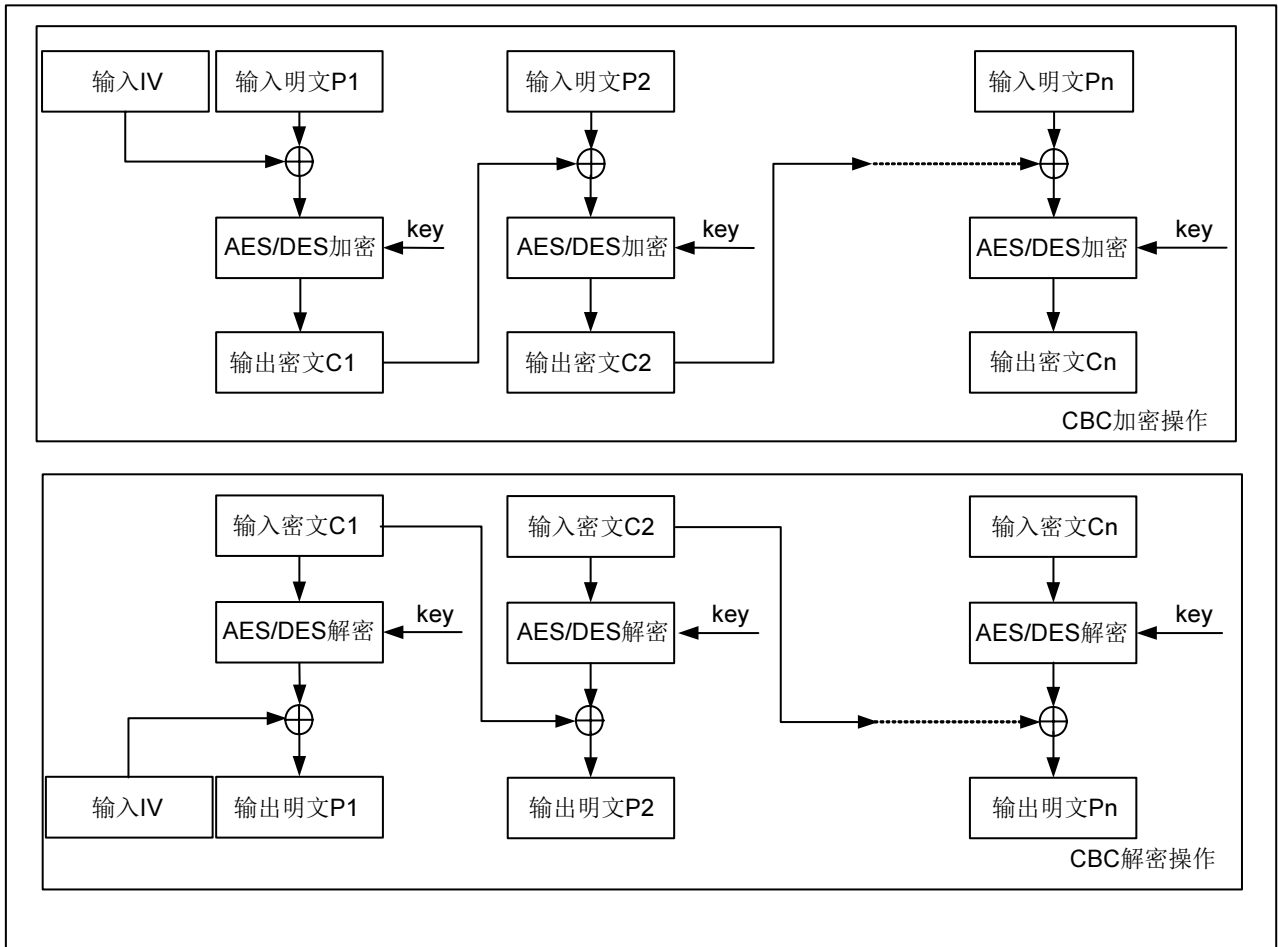 输入IV 输入明文P1 输入明文P2 输入明文Pn
AES/DES加密 key AES/DES加密 key AES/DES加密 key
输出密文C1 输出密文C2 输出密文Cn
CBC加密操作
输入密文C1 输入密文C2 输入密文Cn
AES/DES解密 key AES/DES解密 key AES/DES解密 key
输入IV 输出明文P1 输出明文P2 输出明文Pn
CBC解密操作